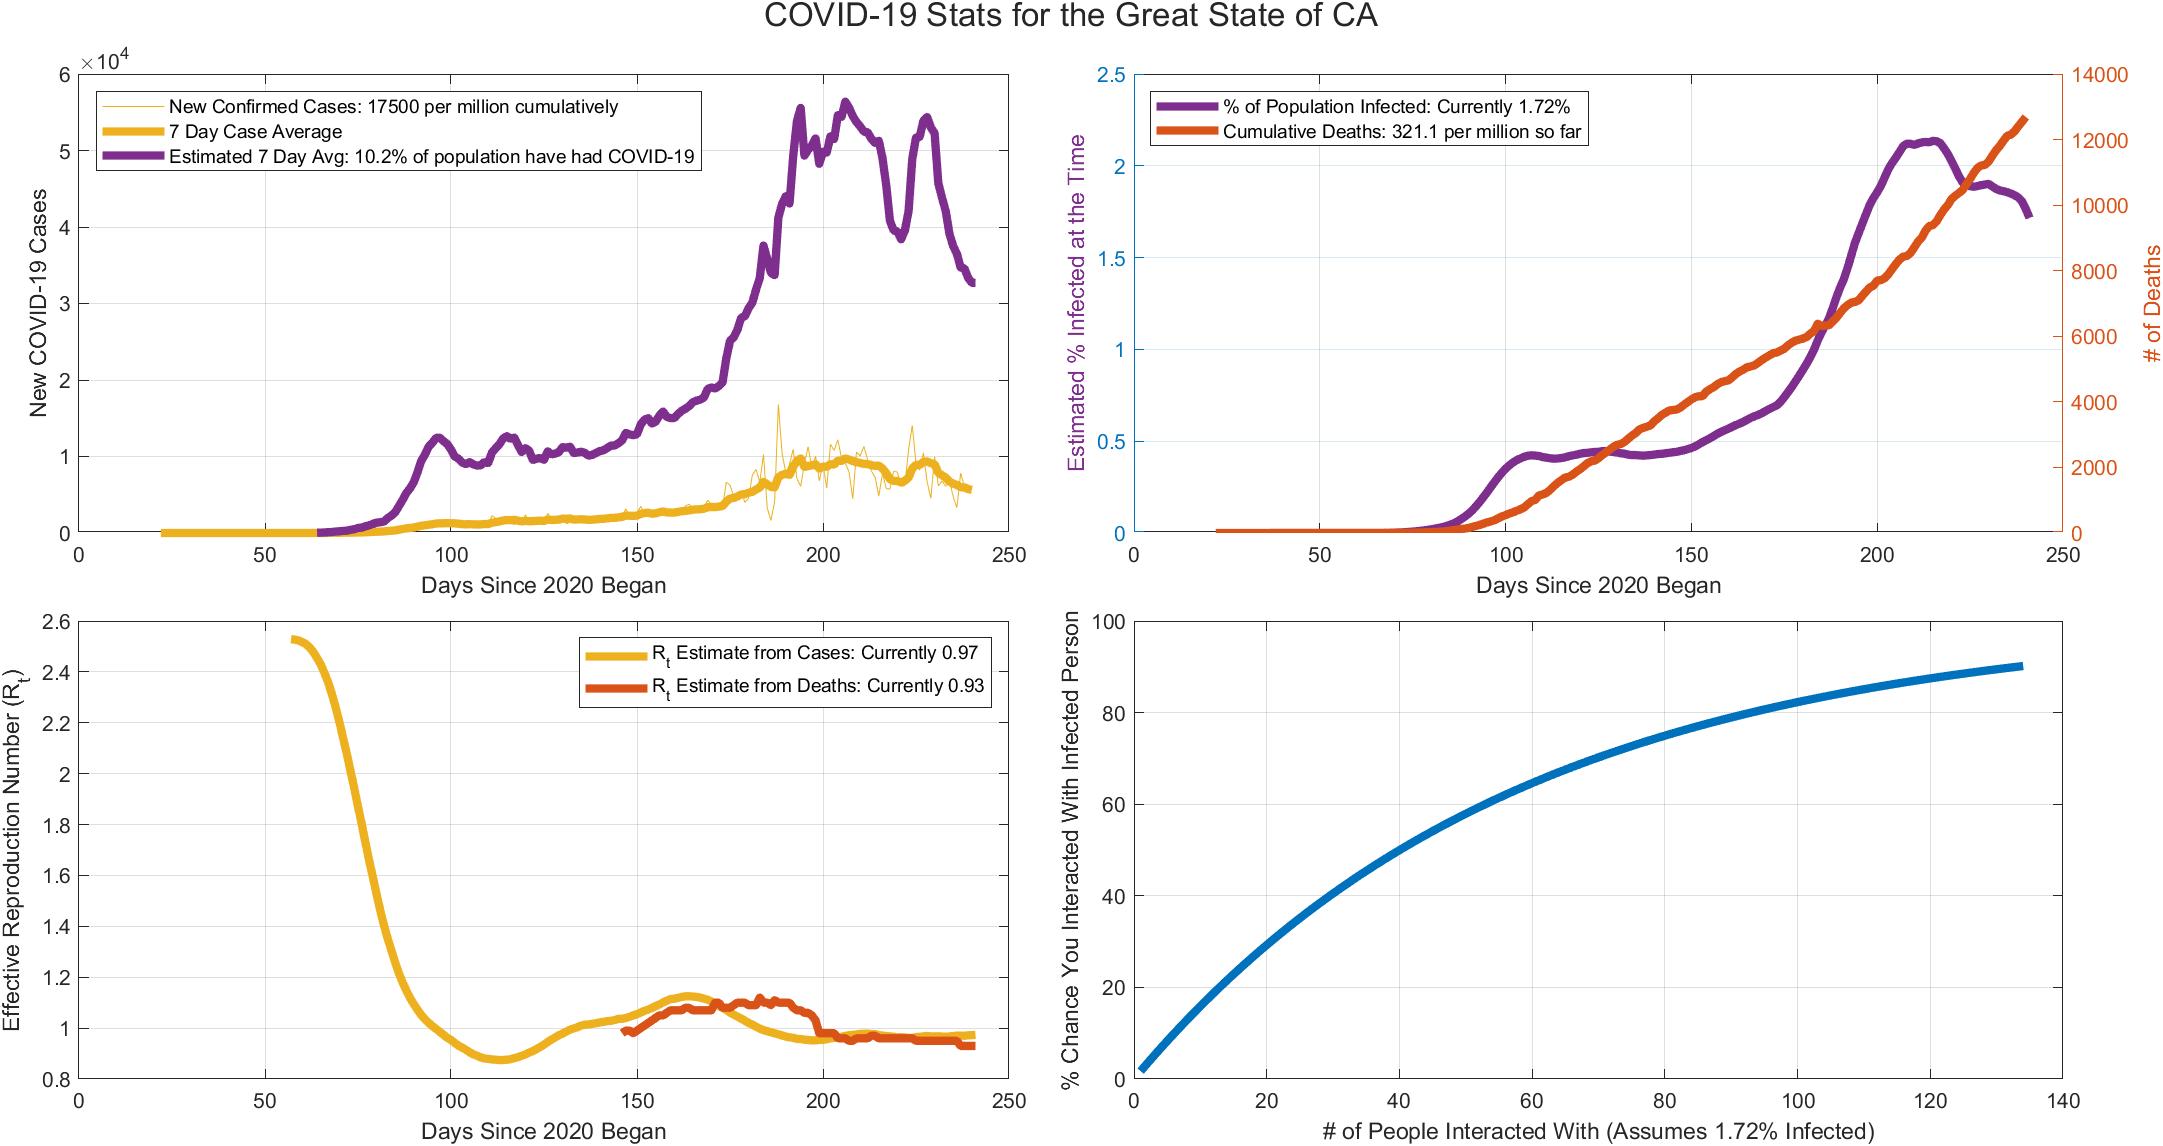 COVID-19 Stats for the Great State of CA
×10⁴
6
5
4
3
2
1
0
0 50 100 150 200 250
New COVID-19 Cases
Days Since 2020 Began
New Confirmed Cases: 17500 per million cumulatively
7 Day Case Average
Estimated 7 Day Avg: 10.2% of population have had COVID-19
2.5
2
1.5
1
0.5
0
0 50 100 150 200 250
14000
12000
10000
8000
6000
4000
2000
0
Estimated % Infected at the Time
# of Deaths
Days Since 2020 Began
% of Population Infected: Currently 1.72%
Cumulative Deaths: 321.1 per million so far
2.6
2.4
2.2
2
1.8
1.6
1.4
1.2
1
0.8
0 50 100 150 200 250
Effective Reproduction Number (Rt)
Days Since 2020 Began
Rt Estimate from Cases: Currently 0.97
Rt Estimate from Deaths: Currently 0.93
100
80
60
40
20
0
0 20 40 60 80 100 120 140
% Chance You Interacted With Infected Person
# of People Interacted With (Assumes 1.72% Infected)